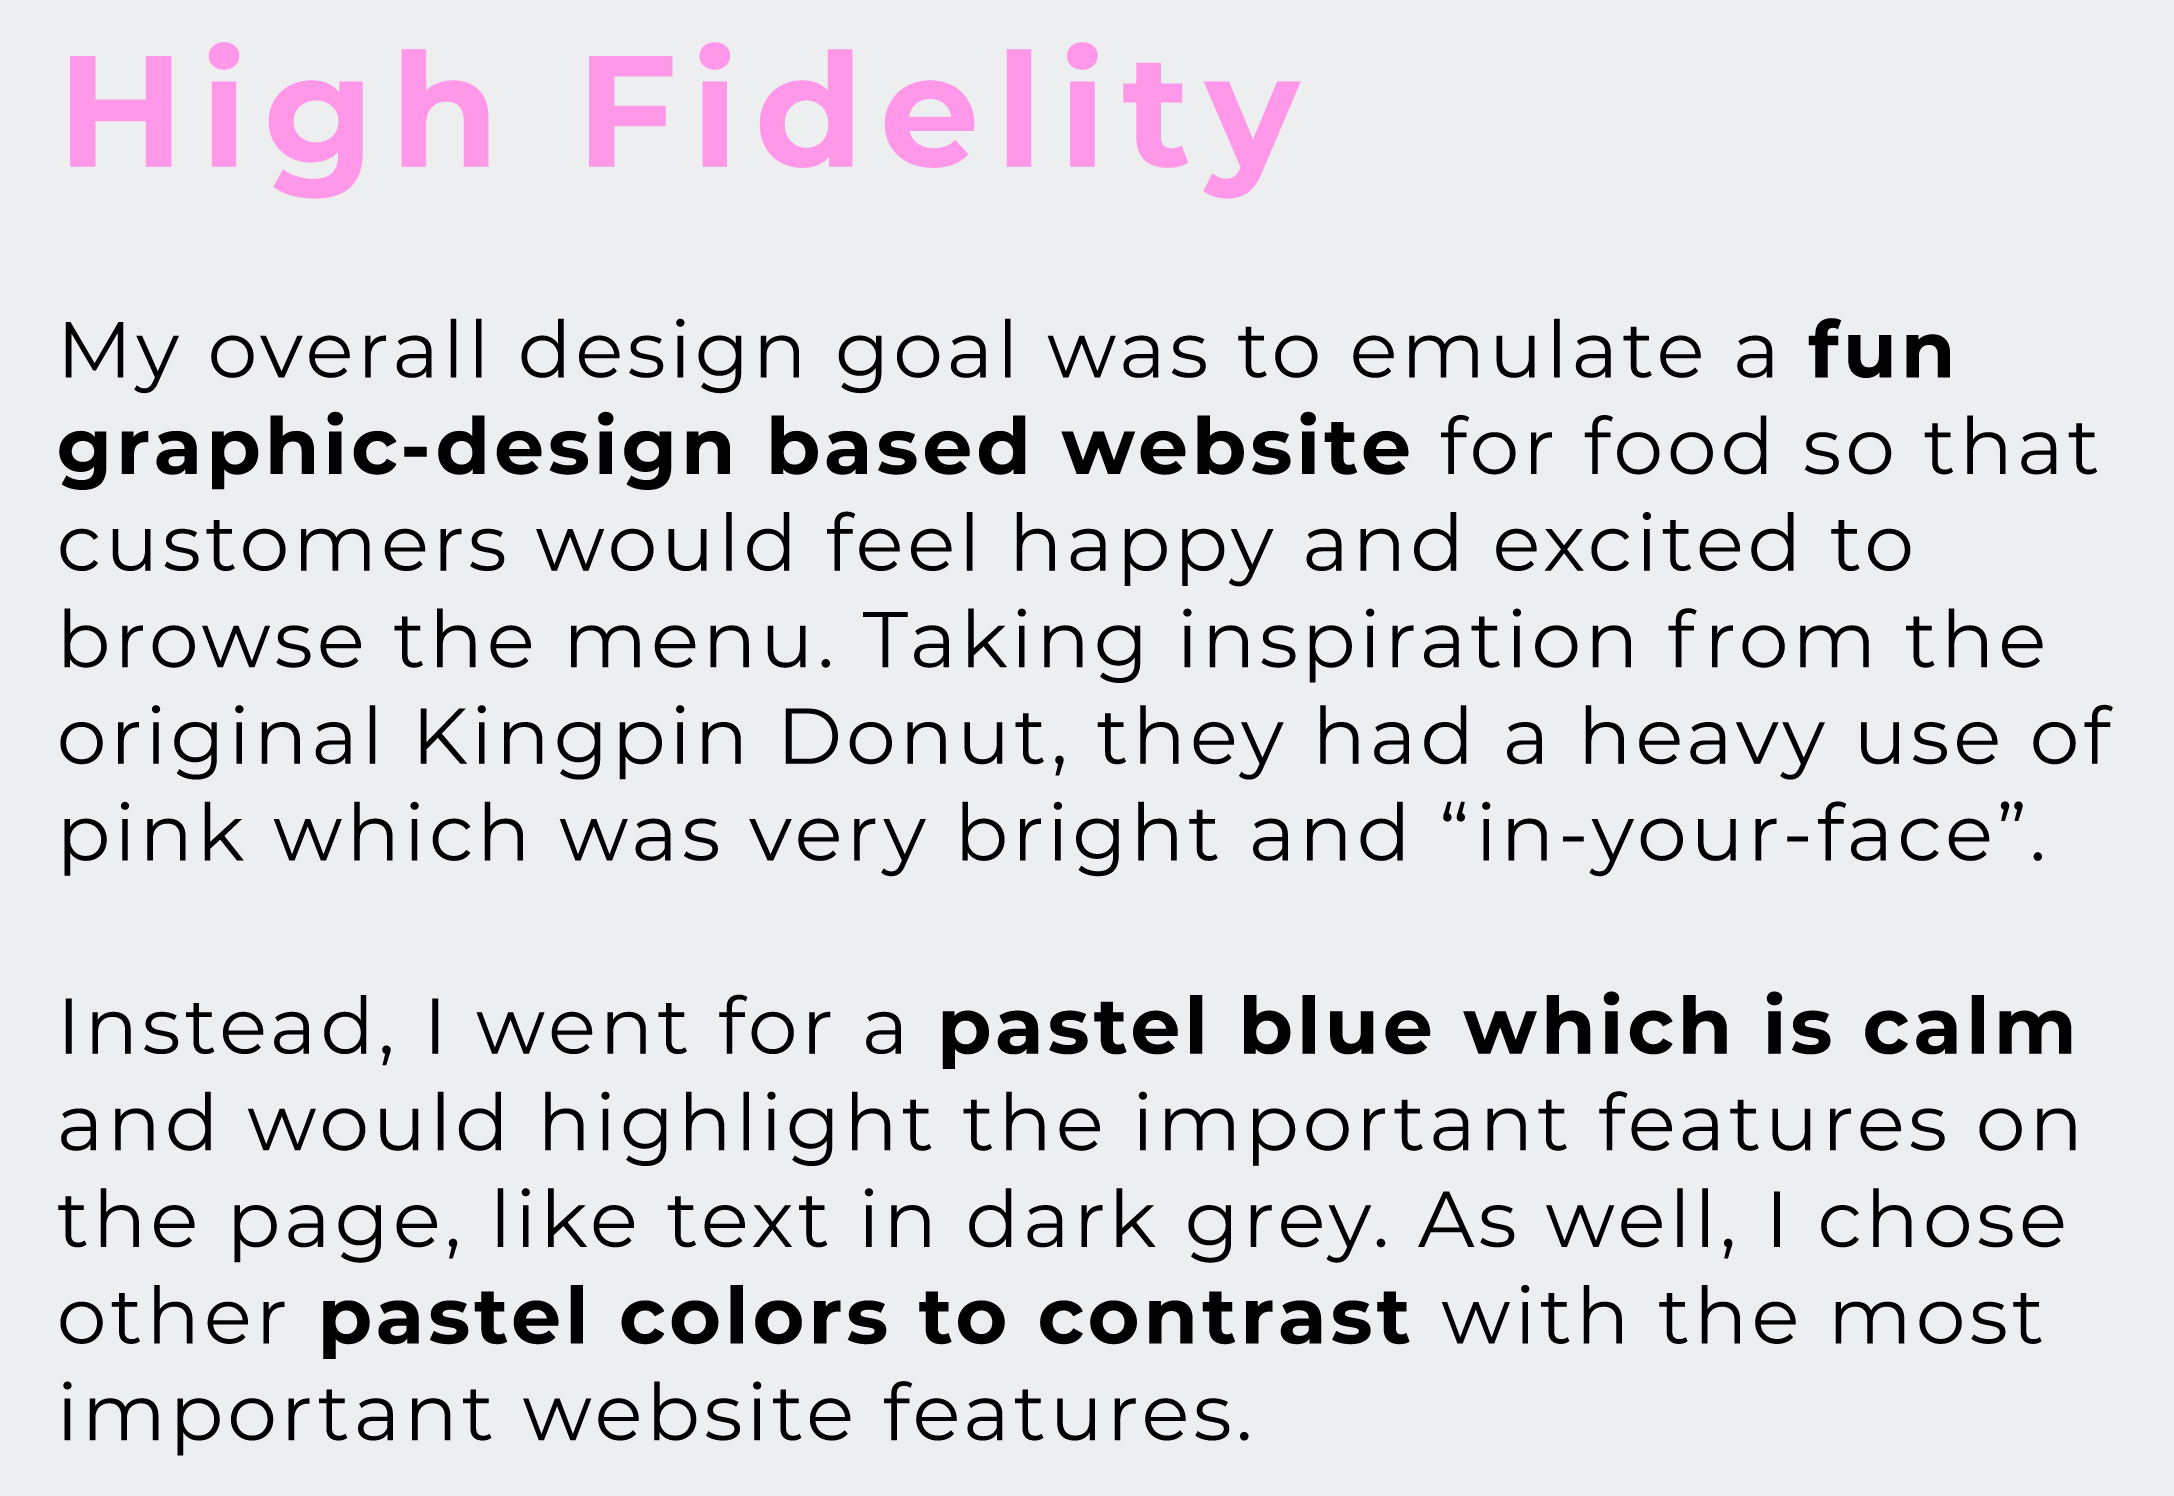 High Fidelity
My overall design goal was to emulate a fun
graphic-design based website for food so that
customers would feel happy and excited to
browse the menu. Taking inspiration from the
original Kingpin Donut, they had a heavy use of
pink which was very bright and “in-your-face”.
Instead, I went for a pastel blue which is calm
and would highlight the important features on
the page, like text in dark grey. As well, I chose
other pastel colors to contrast with the most
important website features.